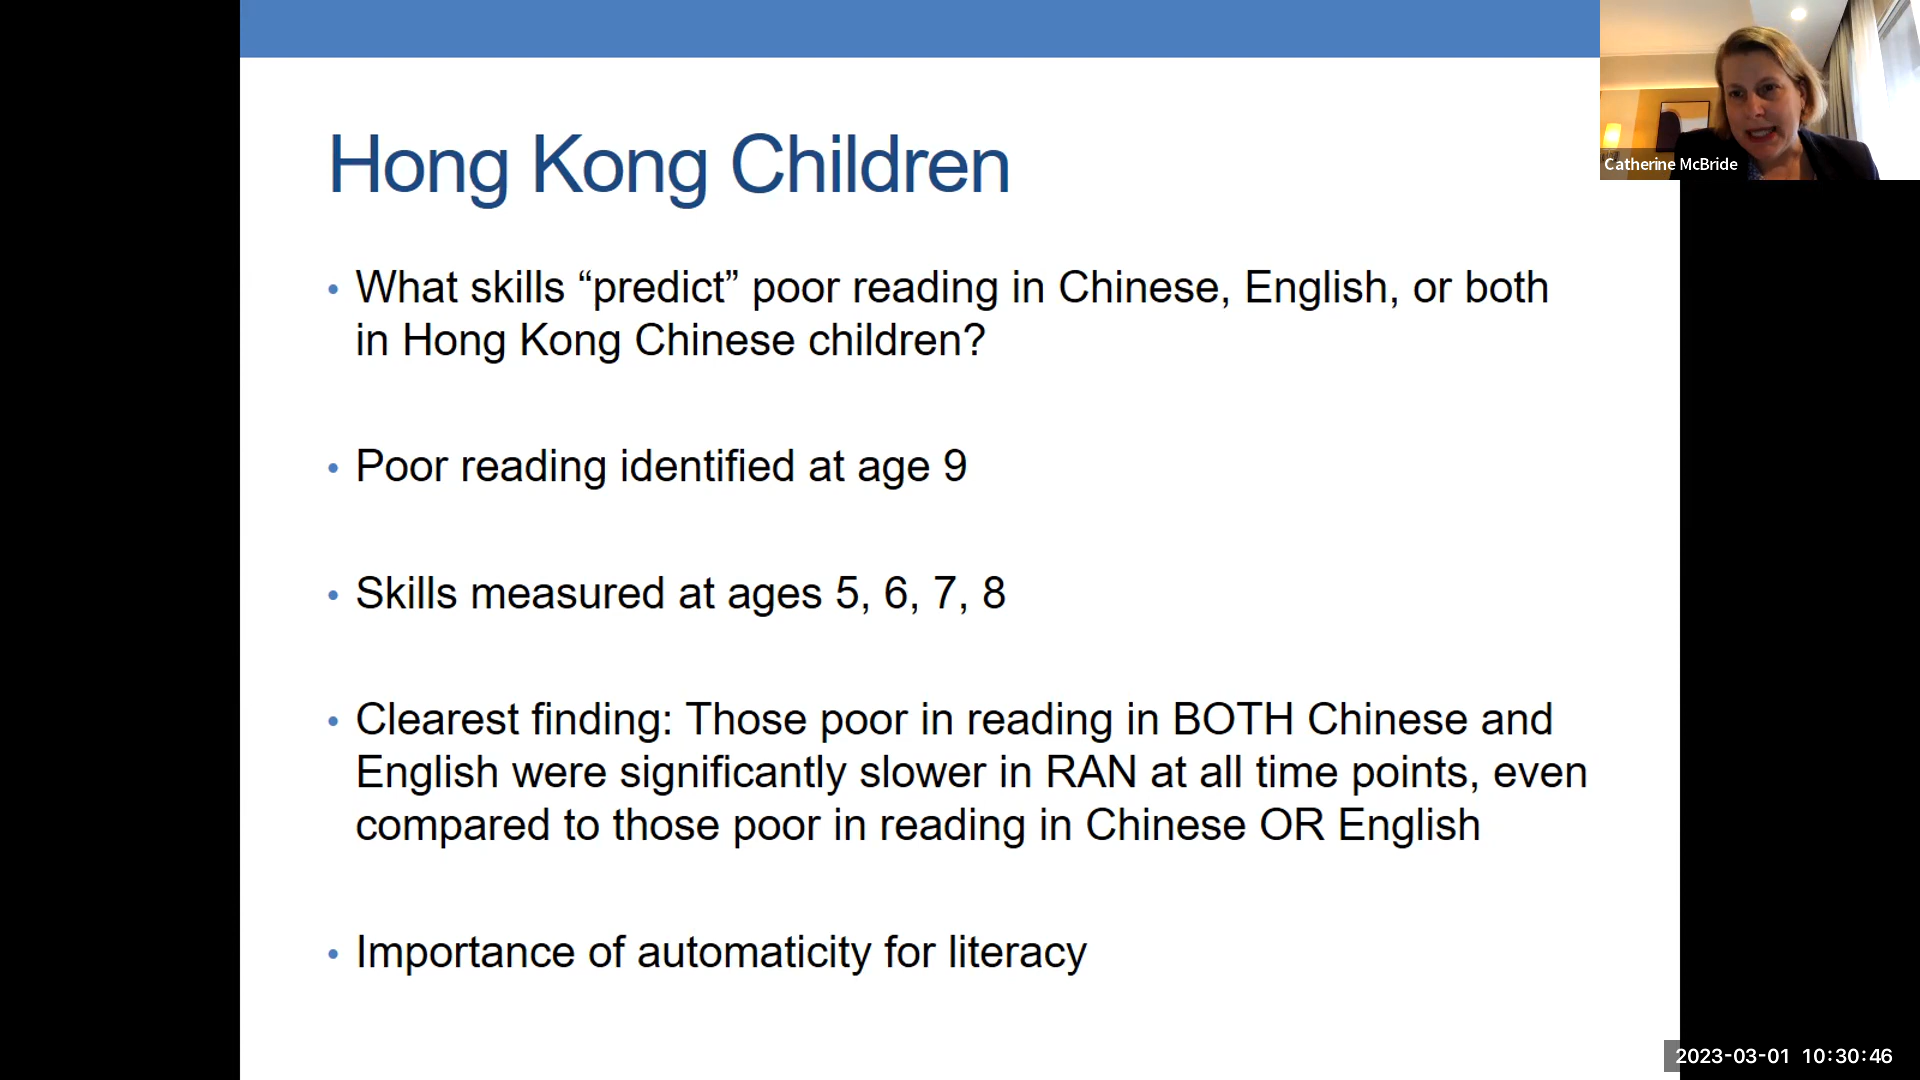 Hong Kong Children
• What skills “predict” poor reading in Chinese, English, or both
in Hong Kong Chinese children?
• Poor reading identified at age 9
• Skills measured at ages 5, 6, 7, 8
• Clearest finding: Those poor in reading in BOTH Chinese and
English were significantly slower in RAN at all time points, even
compared to those poor in reading in Chinese OR English
• Importance of automaticity for literacy
Catherine McBride
2023-03-01 10:30:46